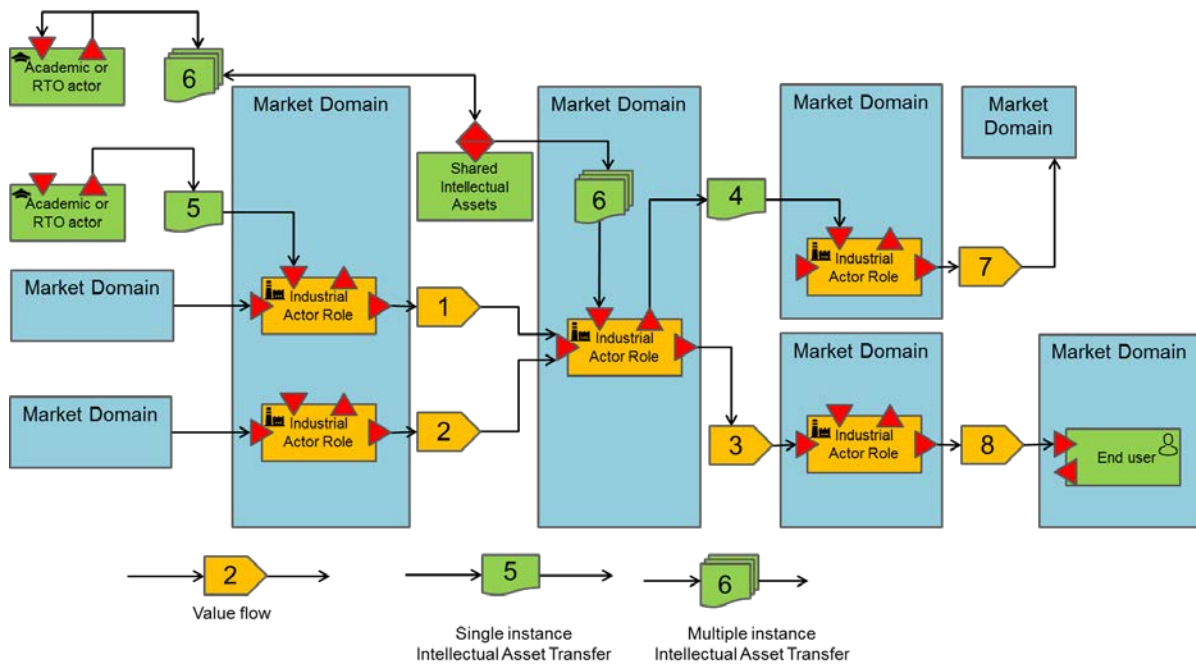 Academic or
RTO actor
6
Market Domain
Market Domain
Market Domain
Market
Domain
Academic or
RTO actor
5
Shared
Intellectual
Assets
6
4
Market Domain
Industrial
Actor Role
1
Industrial
Actor Role
Industrial
Actor Role
7
Market Domain
Industrial
Actor Role
2
Market Domain
3
Industrial
Actor Role
8
Market Domain
End user
2
Value flow
5
Single instance
Intellectual Asset Transfer
6
Multiple instance
Intellectual Asset Transfer